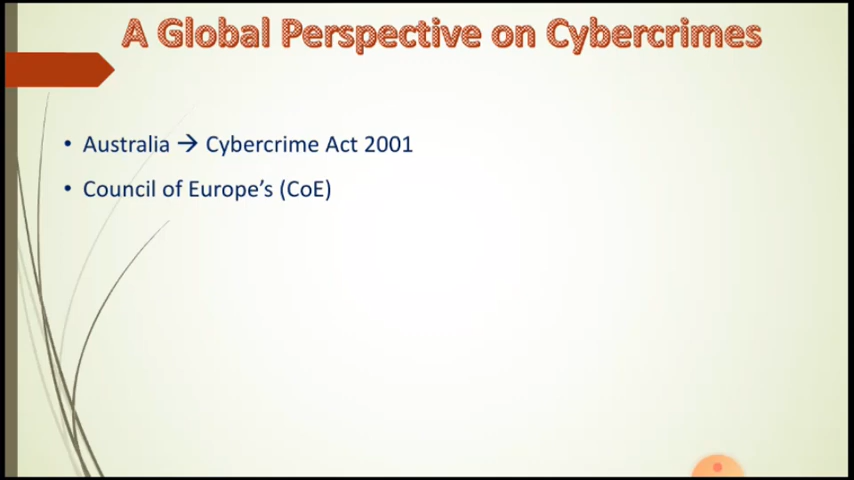 A Global Perspective on Cybercrimes
• Australia → Cybercrime Act 2001
• Council of Europe’s (CoE)